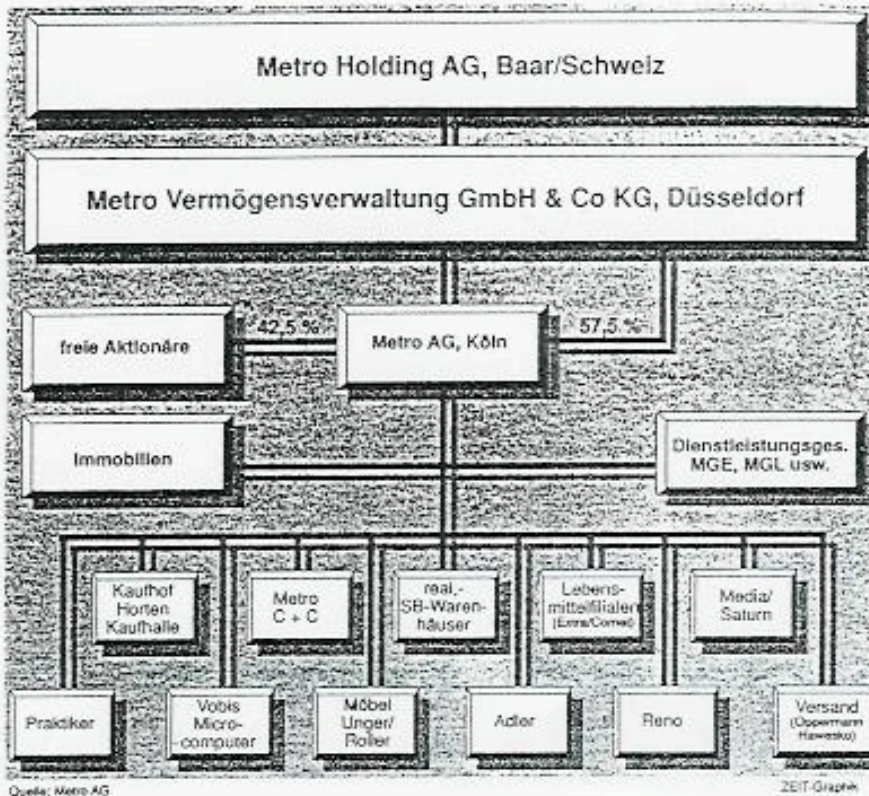 Metro Holding AG, Baar/Schweiz
Metro Vermögensverwaltung GmbH & Co KG, Düsseldorf
freie Aktionäre
42,5 %
Metro AG, Köln
57,5 %
Immobilien
Dienstleistungsges.
MGE, MGL usw.
Kaufhof
Horten
Kaufhalle
Metro
C + C
real,-
SB-Waren-
häuser
Lebens-
mittelfilialen
(Extra/Comet)
Media/
Saturn
Praktiker
Vobis
Micro-
computer
Möbel
Unger/
Roller
Adler
Reno
Versand
(Oppermann
Hawesko)
Quelle: Metro AG
ZEIT-Graphik